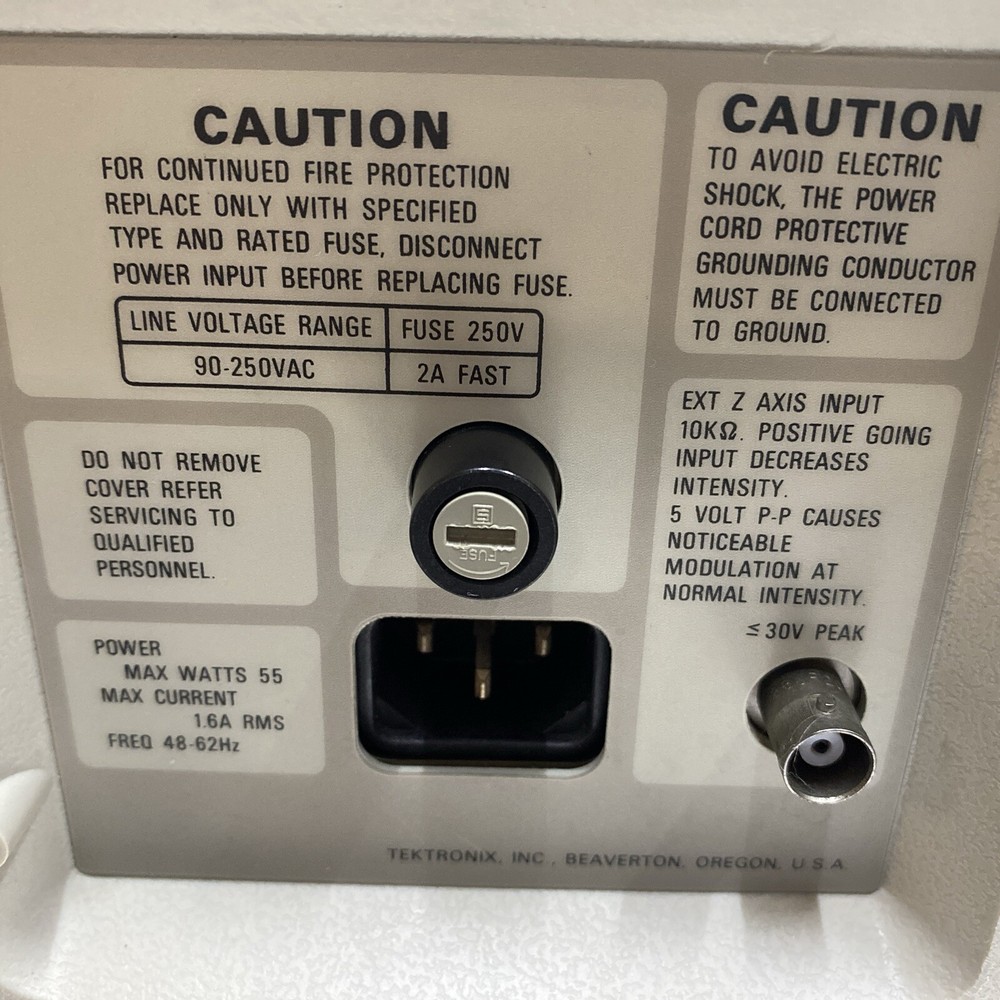 CAUTION
FOR CONTINUED FIRE PROTECTION
REPLACE ONLY WITH SPECIFIED
TYPE AND RATED FUSE, DISCONNECT
POWER INPUT BEFORE REPLACING FUSE.
LINE VOLTAGE RANGE FUSE 250V
90-250VAC 2A FAST
CAUTION
TO AVOID ELECTRIC
SHOCK, THE POWER
CORD PROTECTIVE
GROUNDING CONDUCTOR
MUST BE CONNECTED
TO GROUND.
DO NOT REMOVE
COVER REFER
SERVICING TO
QUALIFIED
PERSONNEL.
FUSE
EXT Z AXIS INPUT
10KΩ. POSITIVE GOING
INPUT DECREASES
INTENSITY.
5 VOLT P-P CAUSES
NOTICEABLE
MODULATION AT
NORMAL INTENSITY.
≤30V PEAK
POWER
MAX WATTS 55
MAX CURRENT
1.6A RMS
FREQ 48-62Hz
TEKTRONIX, INC., BEAVERTON, OREGON, U.S.A.